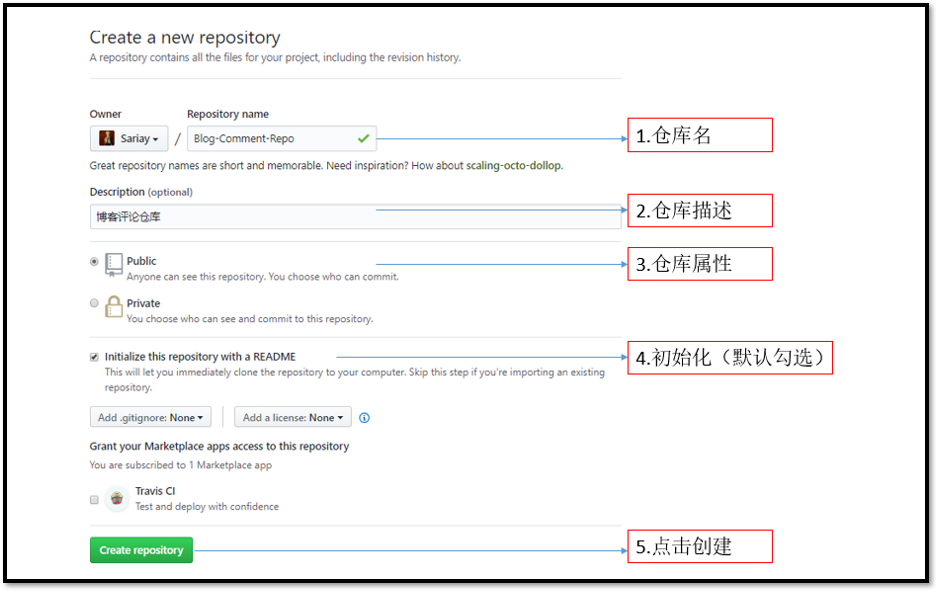 Create a new repository
A repository contains all the files for your project, including the revision history.
Owner
Repository name
Sariay
/
Blog-Comment-Repo
1.仓库名
Great repository names are short and memorable. Need inspiration? How about scaling-octo-dollop.
Description (optional)
博客评论仓库
2.仓库描述
Public
3.仓库属性
Anyone can see this repository. You choose who can commit.
Private
You choose who can see and commit to this repository.
Initialize this repository with a README
4.初始化（默认勾选）
This will let you immediately clone the repository to your computer. Skip this step if you're importing an existing
repository.
Add .gitignore: None
Add a license: None
Grant your Marketplace apps access to this repository
You are subscribed to 1 Marketplace app
Travis CI
Test and deploy with confidence
Create repository
5.点击创建